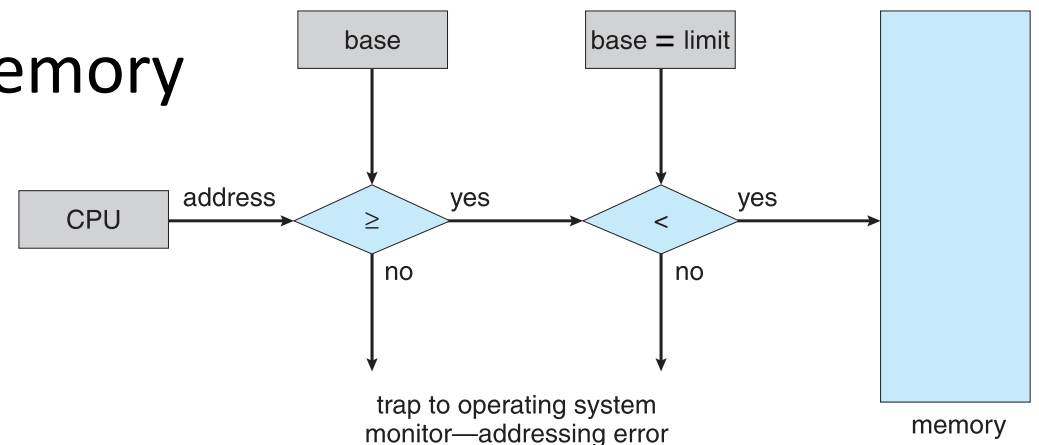 emory
base
base = limit
CPU
address
≥
yes
<
yes
no
no
trap to operating system
monitor—addressing error
memory